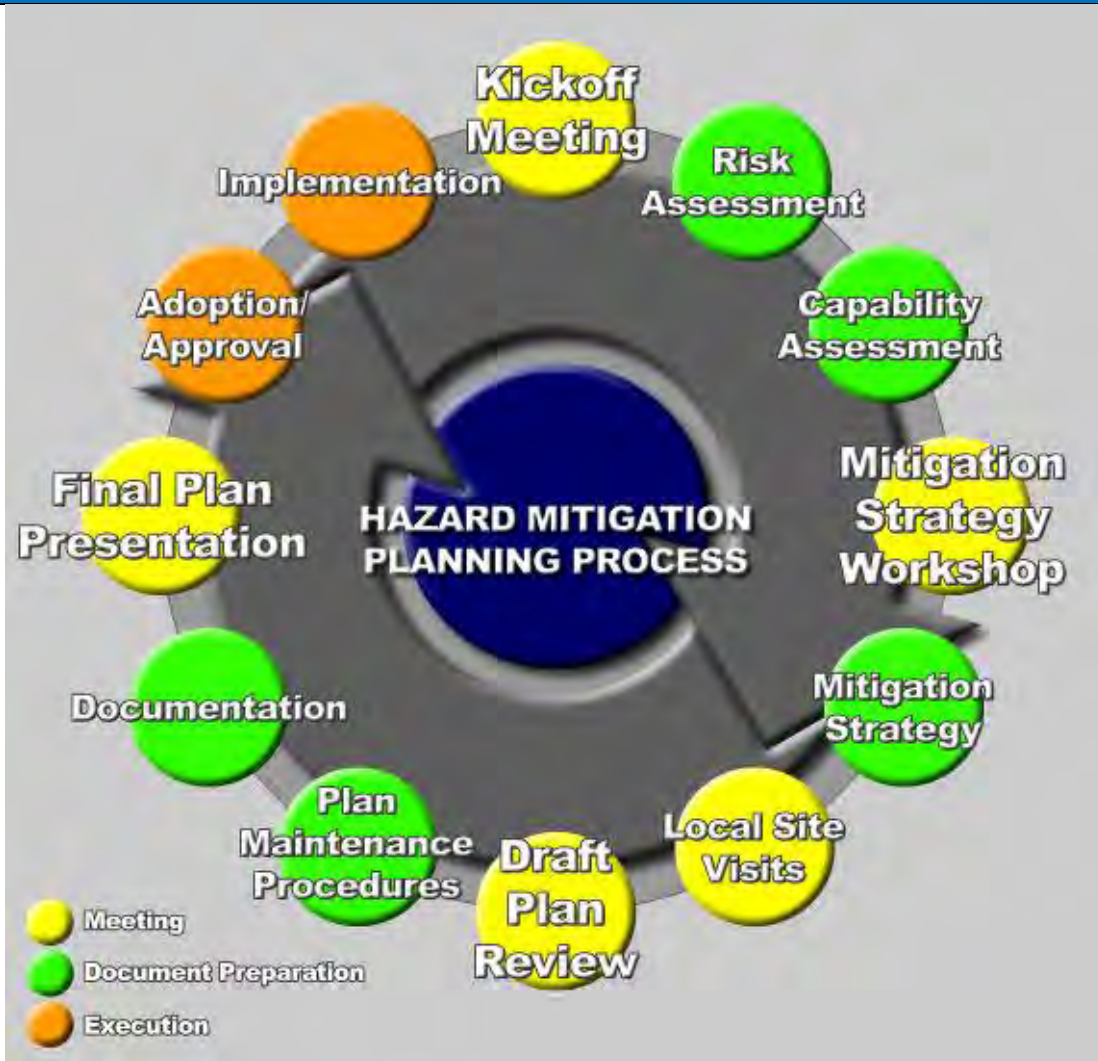 Kickoff
Meeting
Risk
Assessment
Capability
Assessment
Mitigation
Strategy
Workshop
Mitigation
Strategy
Local Site
Visits
Draft
Plan
Review
Plan
Maintenance
Procedures
Documentation
Final Plan
Presentation
Adoption/
Approval
Implementation
HAZARD MITIGATION
PLANNING PROCESS
Meeting
Document Preparation
Execution